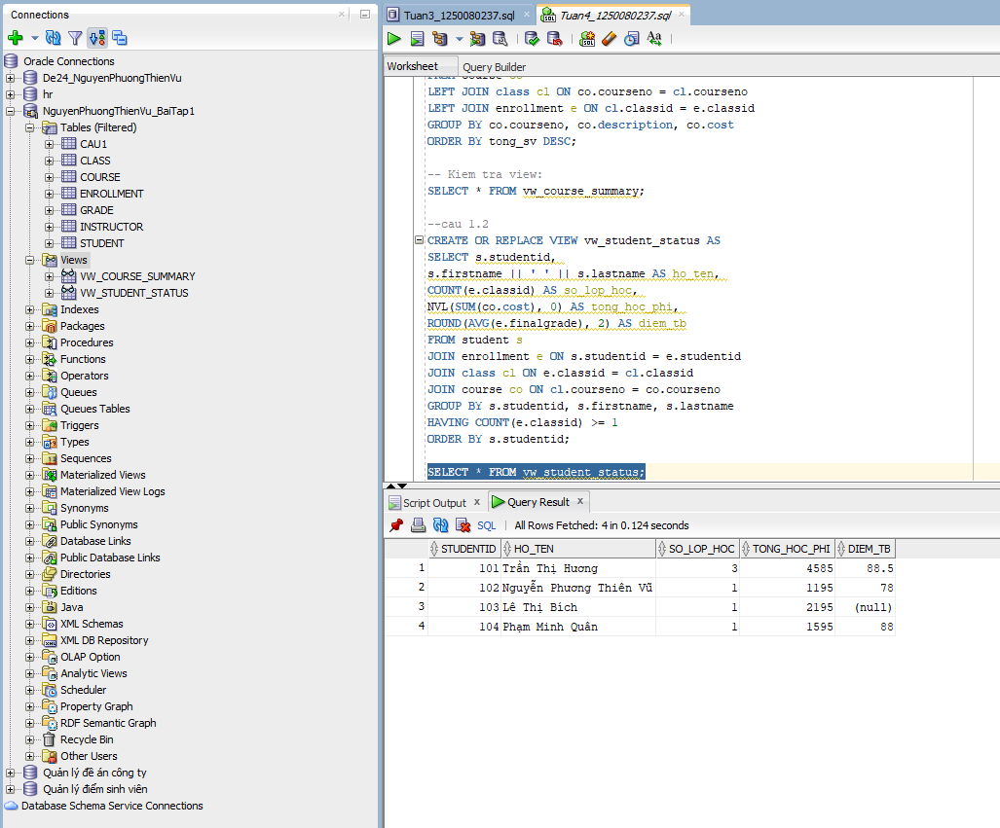 Connections
Oracle Connections
De24_NguyenPhuongThienVu
hr
NguyenPhuongThienVu_BaiTap1
Tables (Filtered)
CAU1
CLASS
COURSE
ENROLLMENT
GRADE
INSTRUCTOR
STUDENT
Views
VW_COURSE_SUMMARY
VW_STUDENT_STATUS
Indexes
Packages
Procedures
Functions
Operators
Queues
Queues Tables
Triggers
Types
Sequences
Materialized Views
Materialized View Logs
Synonyms
Public Synonyms
Database Links
Public Database Links
Directories
Editions
Java
XML Schemas
XML DB Repository
OLAP Option
Analytic Views
Scheduler
Property Graph
RDF Semantic Graph
Recycle Bin
Other Users
Quản lý đề án công ty
Quản lý điểm sinh viên
Database Schema Service Connections
Tuan3_1250080237.sql Tuan4_1250080237.sql
Worksheet Query Builder
FROM course co
LEFT JOIN class cl ON co.courseno = cl.courseno
LEFT JOIN enrollment e ON cl.classid = e.classid
GROUP BY co.courseno, co.description, co.cost
ORDER BY tong_sv DESC;
-- Kiem tra view:
SELECT * FROM vw_course_summary;
--cau 1.2
CREATE OR REPLACE VIEW vw_student_status AS
SELECT s.studentid,
s.firstname || ' ' || s.lastname AS ho_ten,
COUNT(e.classid) AS so_lop_hoc,
NVL(SUM(co.cost), 0) AS tong_hoc_phi,
ROUND(AVG(e.finalgrade), 2) AS diem_tb
FROM student s
JOIN enrollment e ON s.studentid = e.studentid
JOIN class cl ON e.classid = cl.classid
JOIN course co ON cl.courseno = co.courseno
GROUP BY s.studentid, s.firstname, s.lastname
HAVING COUNT(e.classid) >= 1
ORDER BY s.studentid;
SELECT * FROM vw_student_status;
Script Output Query Result
SQL All Rows Fetched: 4 in 0.124 seconds
STUDENTID HO_TEN SO_LOP_HOC TONG_HOC_PHI DIEM_TB
1 101 Trần Thị Hương 3 4585 88.5
2 102 Nguyễn Phương Thiên Vũ 1 1195 78
3 103 Lê Thị Bích 1 2195 (null)
4 104 Phạm Minh Quân 1 1595 88